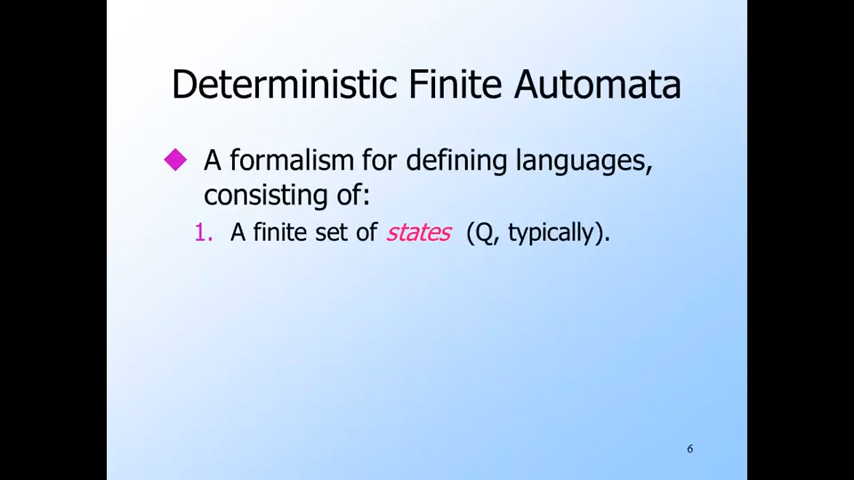 Deterministic Finite Automata
A formalism for defining languages,
consisting of:
1. A finite set of states (Q, typically).
6